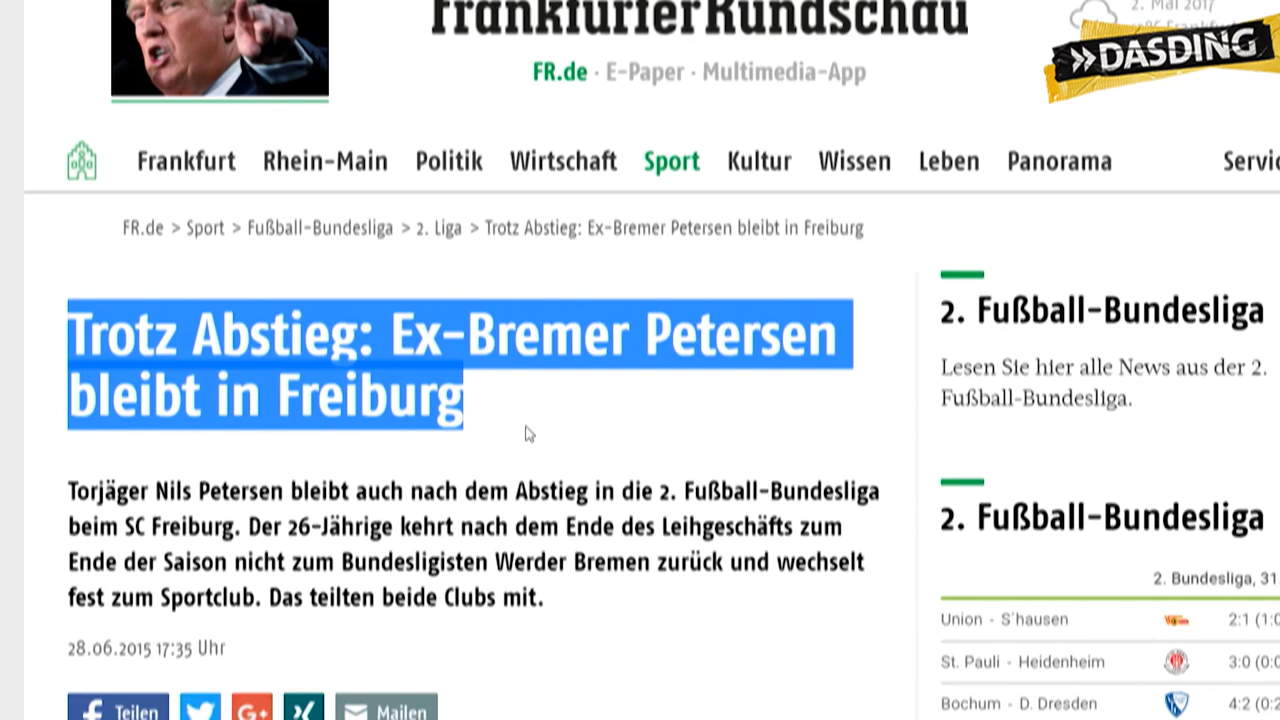 Frankfurter Rundschau
2. Mai 2017
»DASDING
FR.de · E-Paper · Multimedia-App
Frankfurt Rhein-Main Politik Wirtschaft Sport Kultur Wissen Leben Panorama
FR.de > Sport > Fußball-Bundesliga > 2. Liga > Trotz Abstieg: Ex-Bremer Petersen bleibt in Freiburg
Trotz Abstieg: Ex-Bremer Petersen
bleibt in Freiburg
Torjäger Nils Petersen bleibt auch nach dem Abstieg in die 2. Fußball-Bundesliga
beim SC Freiburg. Der 26-Jährige kehrt nach dem Ende des Leihgeschäfts zum
Ende der Saison nicht zum Bundesligisten Werder Bremen zurück und wechselt
fest zum Sportclub. Das teilten beide Clubs mit.
28.06.2015 17:35 Uhr
Teilen
G+
Mailen
2. Fußball-Bundesliga
Lesen Sie hier alle News aus der 2.
Fußball-Bundesliga.
2. Fußball-Bundesliga
2. Bundesliga, 31
Union - S'hausen 2:1
St. Pauli - Heidenheim 3:0
Bochum - D. Dresden 4:2